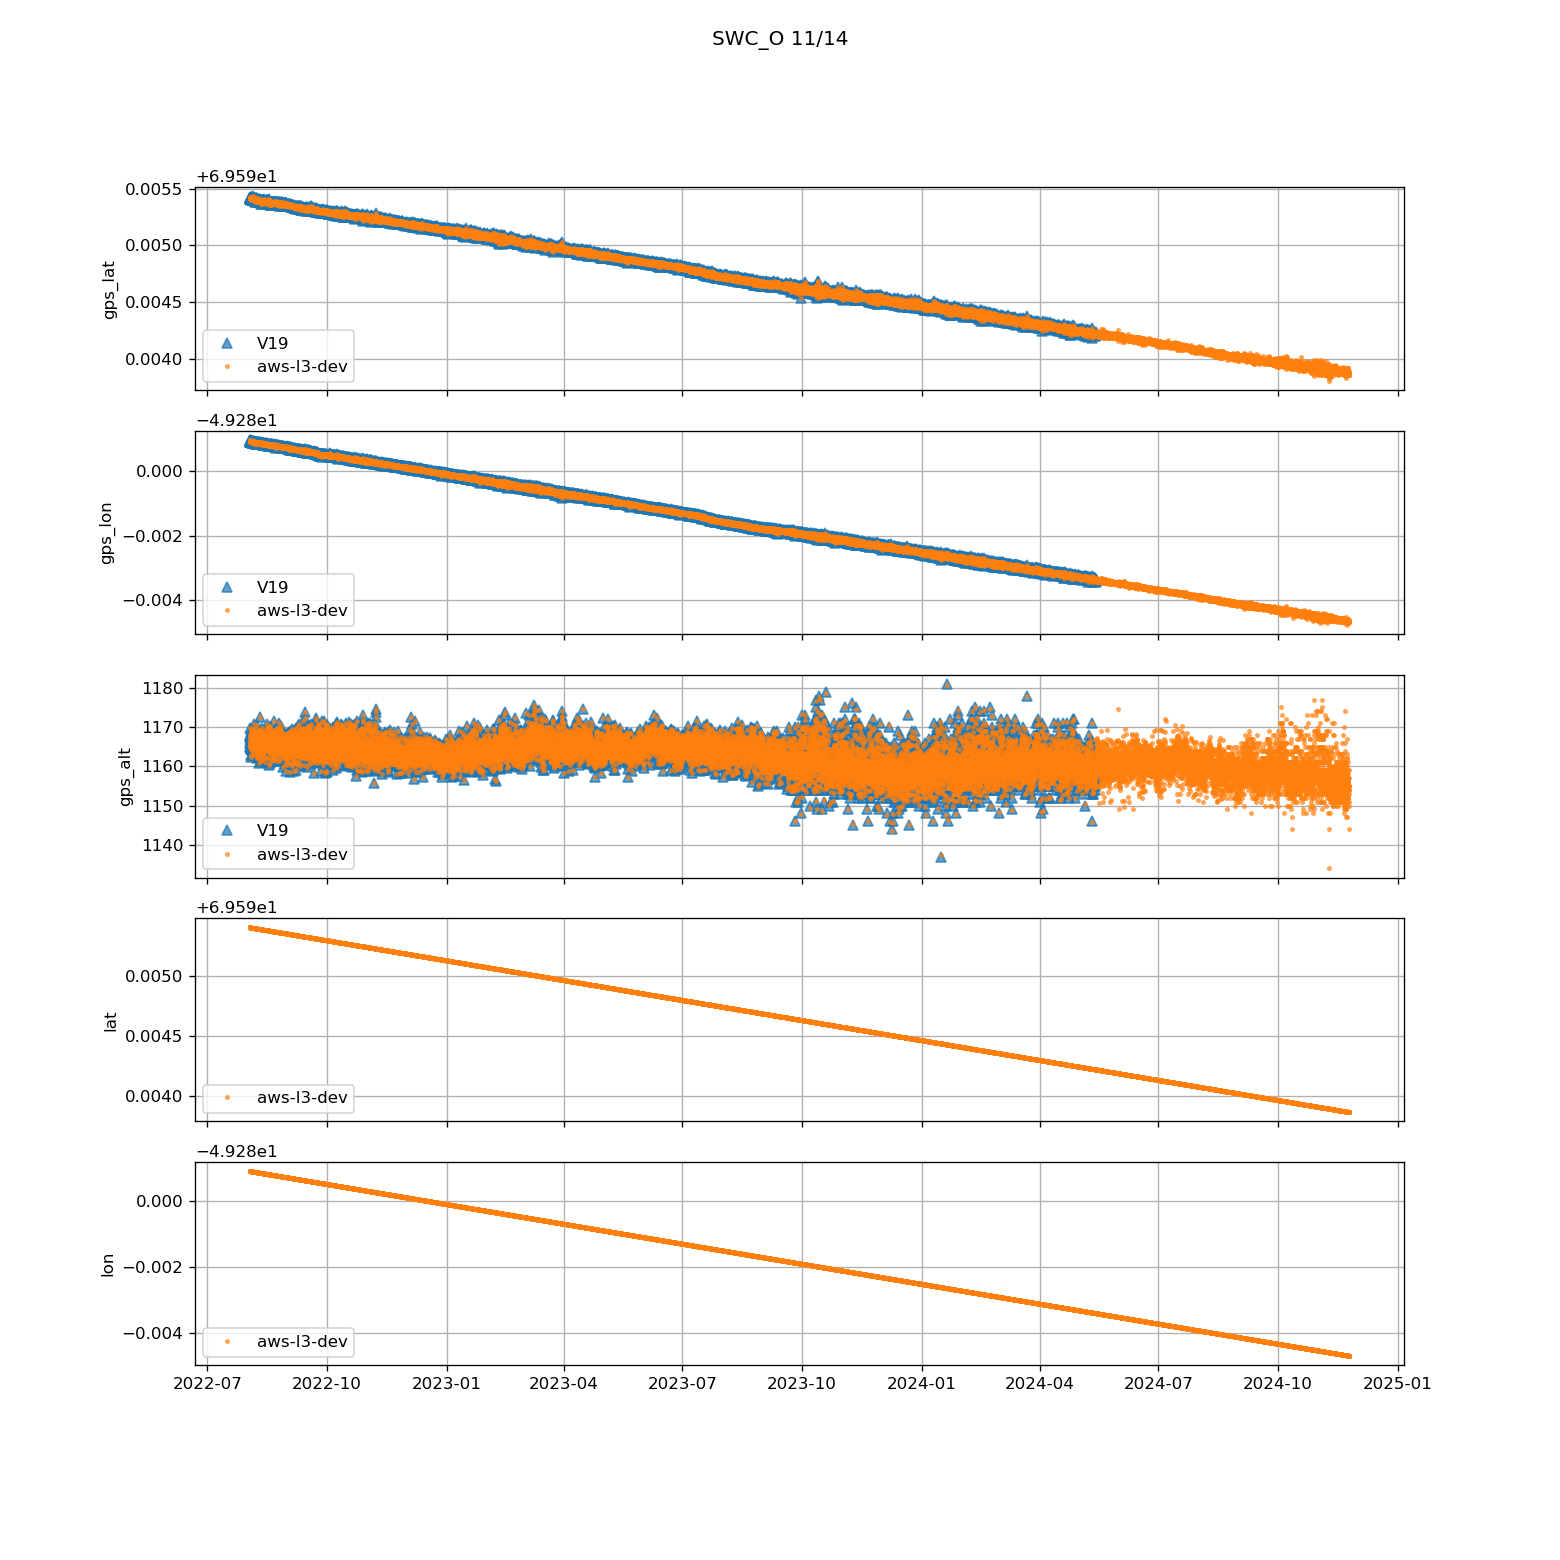 SWC_O 11/14
+6.959e1
0.0055
0.0050
0.0045
0.0040
gps_lat
V19
aws-l3-dev
−4.928e1
0.000
−0.002
−0.004
gps_lon
V19
aws-l3-dev
1180
1170
1160
1150
1140
gps_alt
V19
aws-l3-dev
+6.959e1
0.0050
0.0045
0.0040
lat
aws-l3-dev
−4.928e1
0.000
−0.002
−0.004
lon
aws-l3-dev
2022-07 2022-10 2023-01 2023-04 2023-07 2023-10 2024-01 2024-04 2024-07 2024-10 2025-01